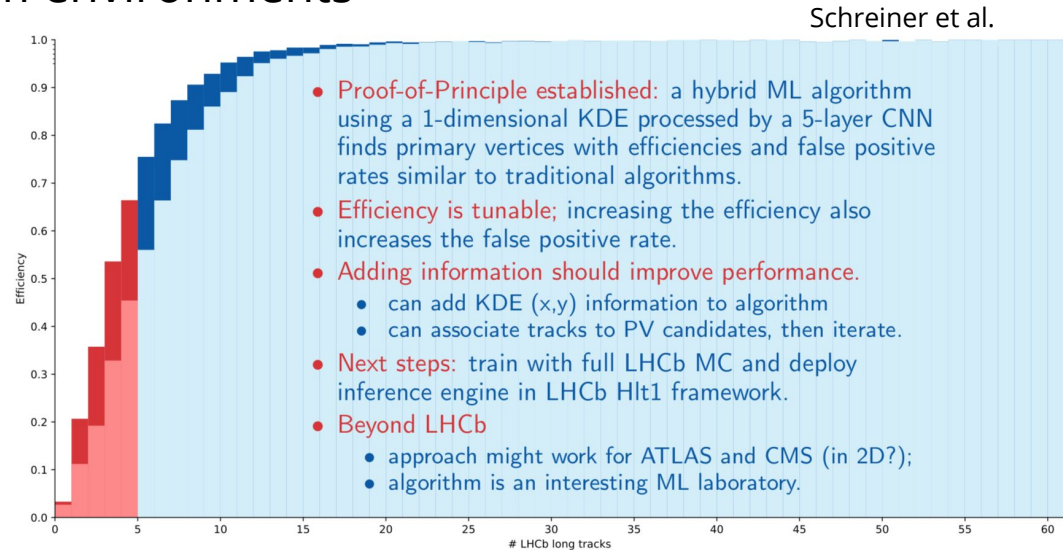 n environments
Schreiner et al.
1.0
0.9
0.8
0.7
0.6
0.5
0.4
0.3
0.2
0.1
0.0
Efficiency
• Proof-of-Principle established: a hybrid ML algorithm
using a 1-dimensional KDE processed by a 5-layer CNN
finds primary vertices with efficiencies and false positive
rates similar to traditional algorithms.
• Efficiency is tunable; increasing the efficiency also
increases the false positive rate.
• Adding information should improve performance.
• can add KDE (x,y) information to algorithm
• can associate tracks to PV candidates, then iterate.
• Next steps: train with full LHCb MC and deploy
inference engine in LHCb Hlt1 framework.
• Beyond LHCb
• approach might work for ATLAS and CMS (in 2D?);
• algorithm is an interesting ML laboratory.
0 5 10 15 20 25 30 35 40 45 50 55 60
# LHCb long tracks